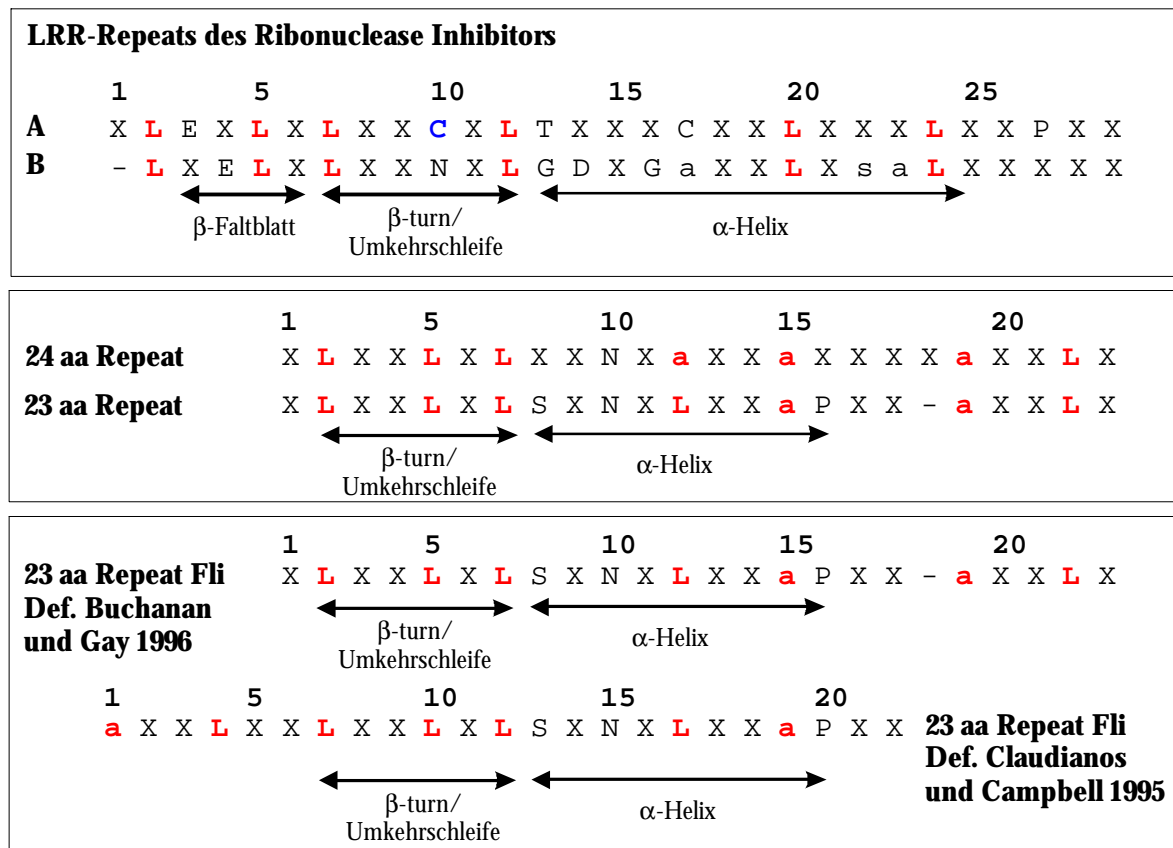 LRR-Repeats des Ribonuclease Inhibitors
1 5 10 15 20 25
A X L E X L X L X X C X L T X X X C X X L X X X L X X P X X
B - L X E L X L X X N X L G D X G a X X L X s a L X X X X X
β-Faltblatt β-turn/ α-Helix
Umkehrschleife
1 5 10 15 20
24 aa Repeat X L X X L X L X X N X a X X a X X X X a X X L X
23 aa Repeat X L X X L X L S X N X L X X a P X X - a X X L X
β-turn/ α-Helix
Umkehrschleife
1 5 10 15 20
23 aa Repeat Fli X L X X L X L S X N X L X X a P X X - a X X L X
Def. Buchanan
und Gay 1996
β-turn/ α-Helix
Umkehrschleife
1 5 10 15 20
a X X L X X L X X L X L S X N X L X X a P X X 23 aa Repeat Fli
Def. Claudianos
und Campbell 1995
β-turn/ α-Helix
Umkehrschleife